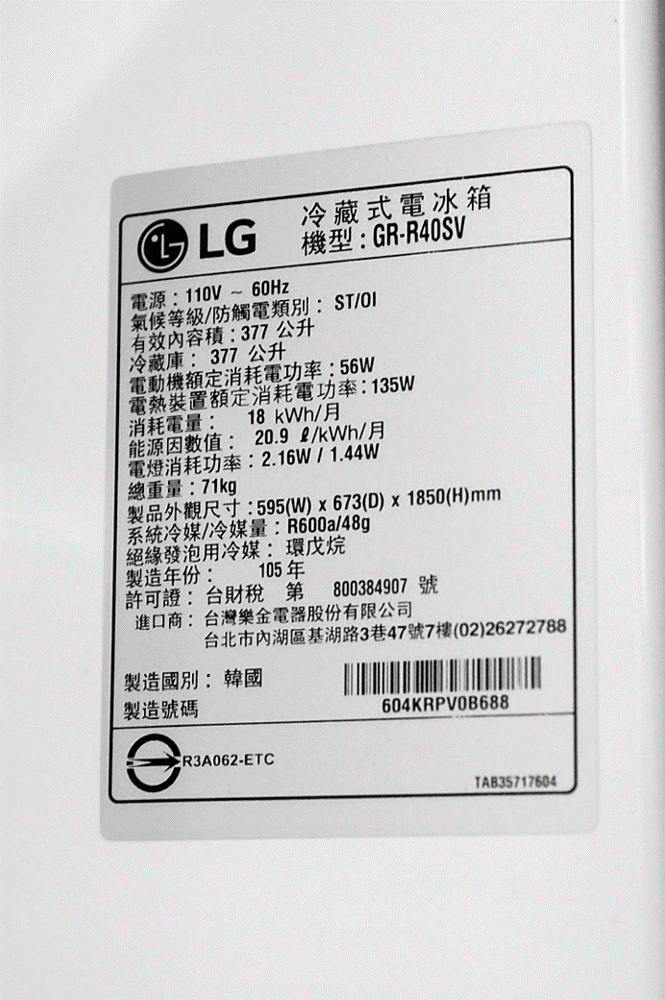 LG 冷藏式電冰箱
機型:GR-R40SV
電源:110V ~ 60Hz
氣候等級/防觸電類別: ST/OI
有效內容積:377 公升
冷藏庫: 377 公升
電動機額定消耗電功率:56W
電熱裝置額定消耗電功率:135W
消耗電量: 18 kWh/月
能源因數值: 20.9 ℓ/kWh/月
電燈消耗功率:2.16W / 1.44W
總重量:71kg
製品外觀尺寸:595(W) x 673(D) x 1850(H)mm
系統冷媒/冷媒量:R600a/48g
絕緣發泡用冷媒: 環戊烷
製造年份: 105年
許可證: 台財稅 第 800384907 號
進口商: 台灣樂金電器股份有限公司
台北市內湖區基湖路3巷47號7樓(02)26272788
製造國別: 韓國
製造號碼
604KRPV0B688
R3A062-ETC
TAB35717604